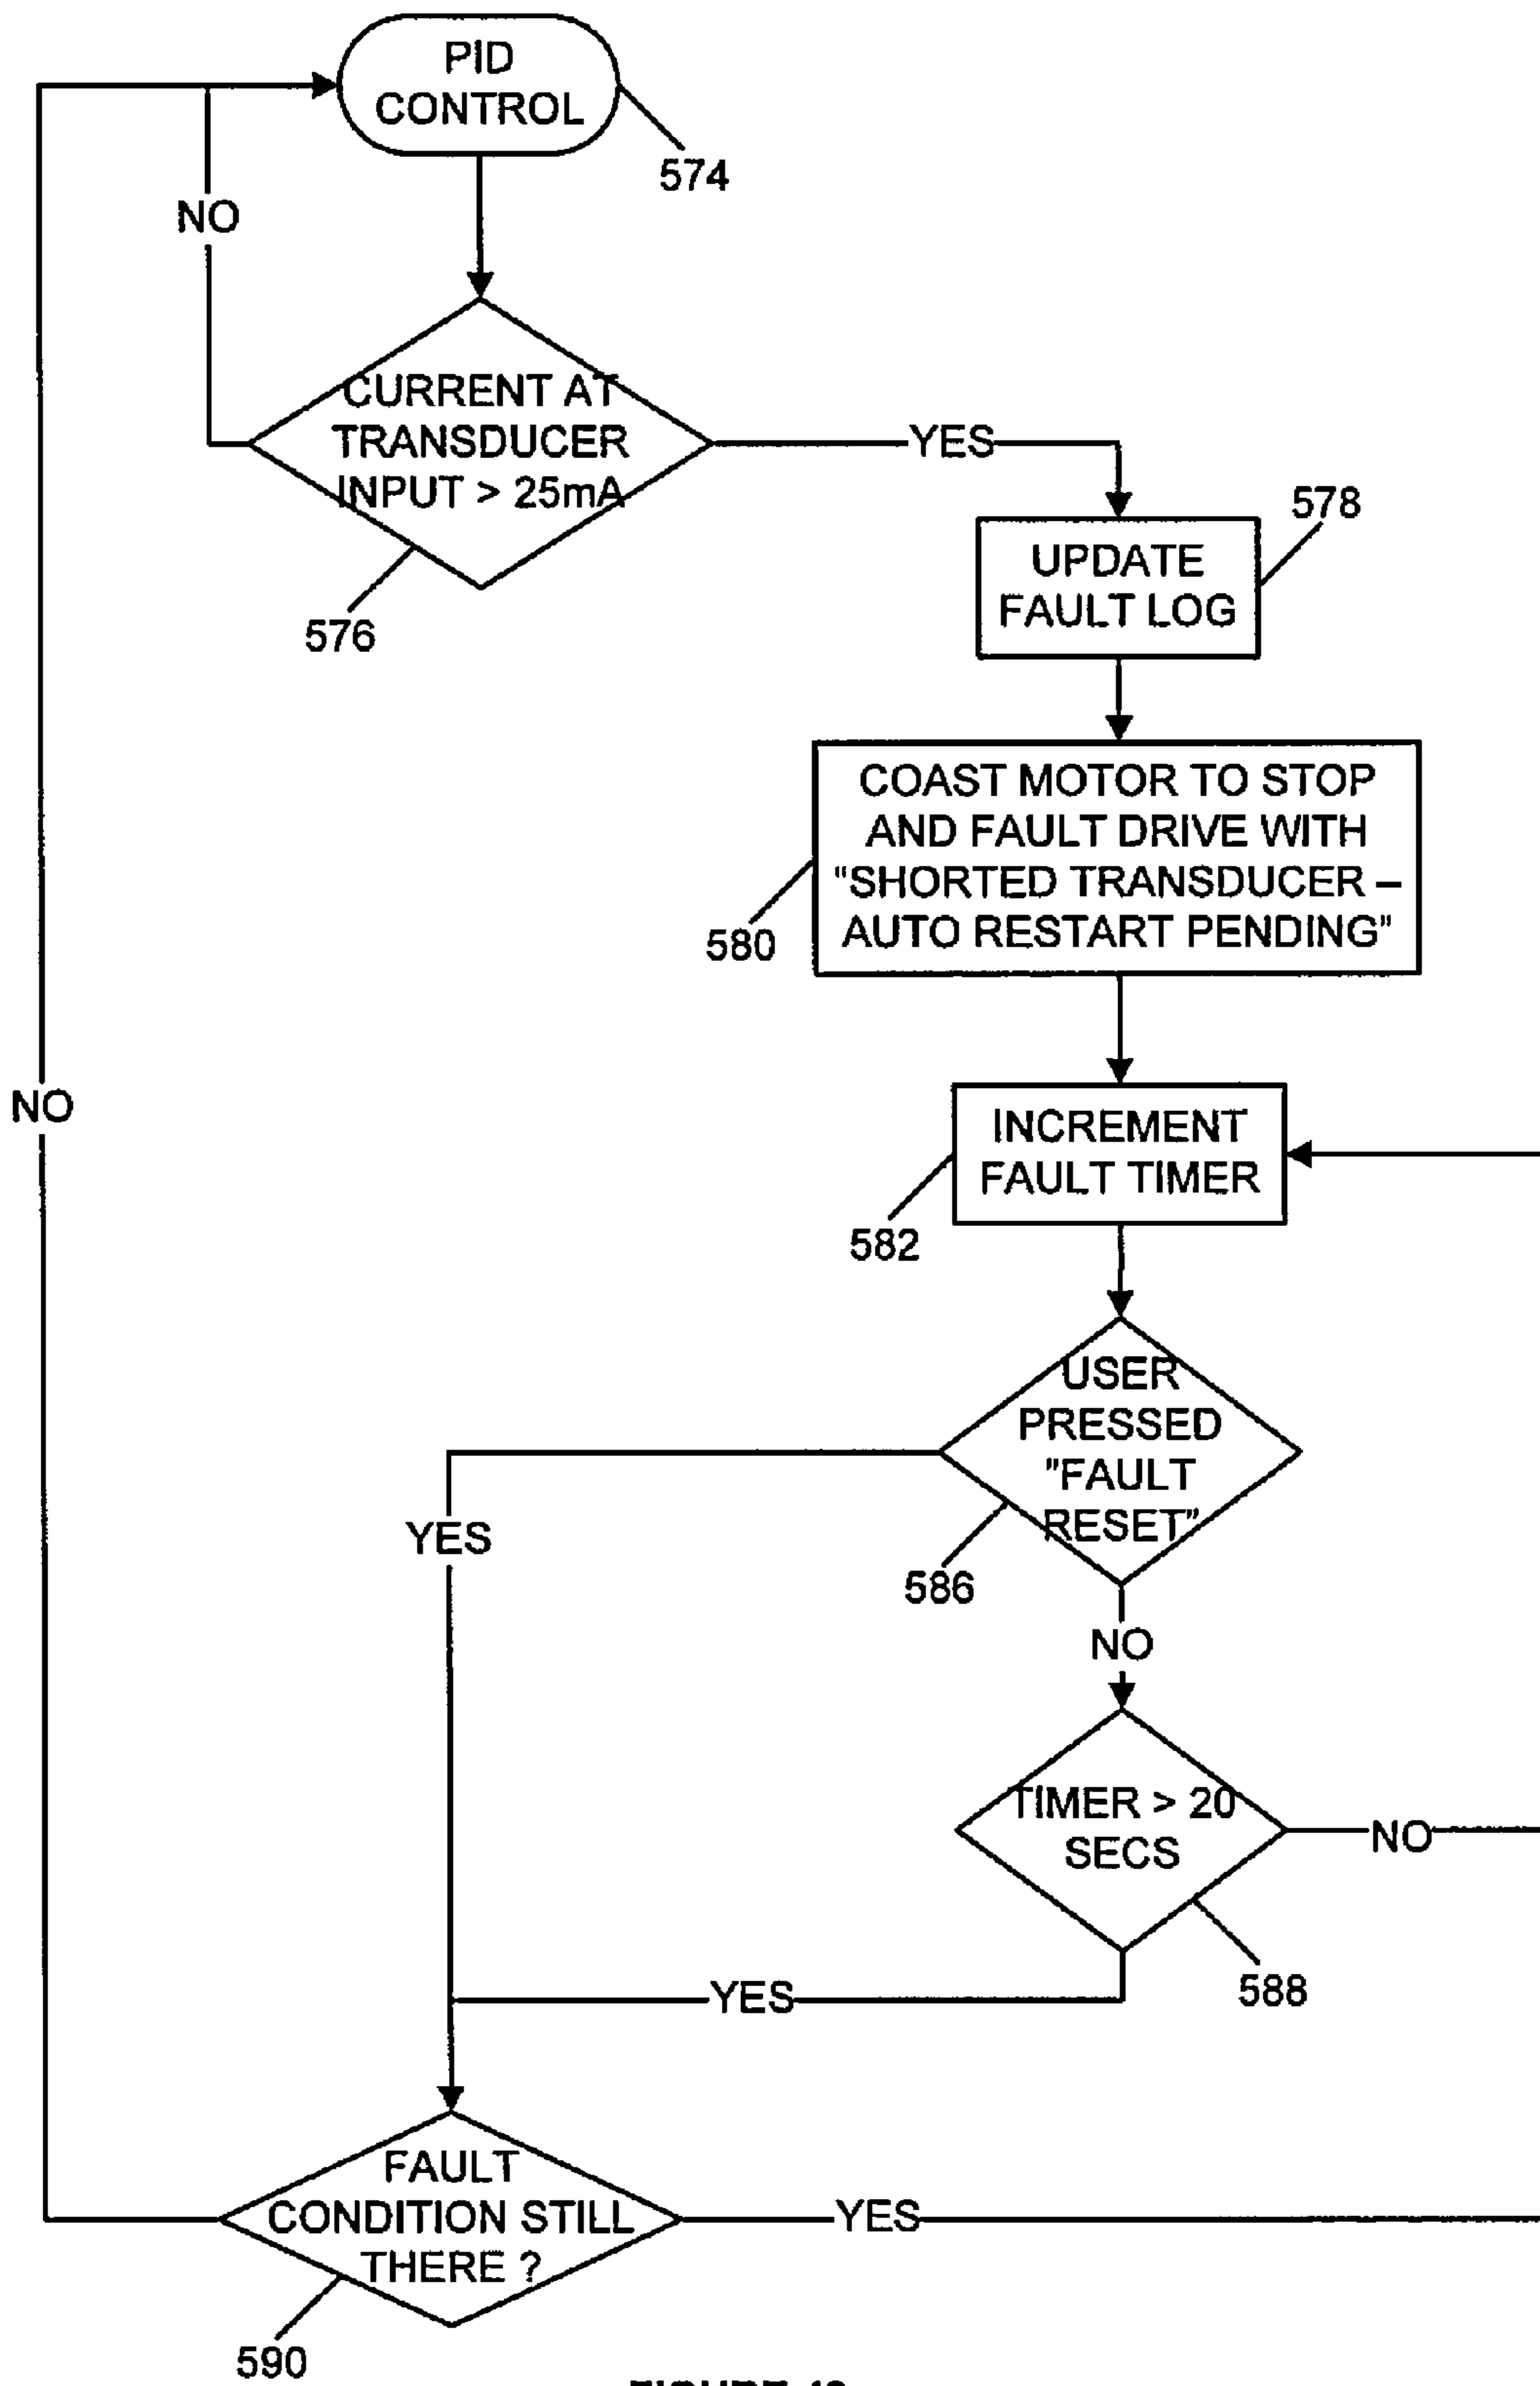 PID
CONTROL
574
NO
CURRENT AT
TRANSDUCER
INPUT > 25mA
YES
576
578
UPDATE
FAULT LOG
COAST MOTOR TO STOP
AND FAULT DRIVE WITH
"SHORTED TRANSDUCER –
AUTO RESTART PENDING"
580
NO
INCREMENT
FAULT TIMER
582
USER
PRESSED
"FAULT
RESET"
YES
586
NO
TIMER > 20
SECS
NO
588
YES
FAULT
CONDITION STILL
THERE ?
YES
590